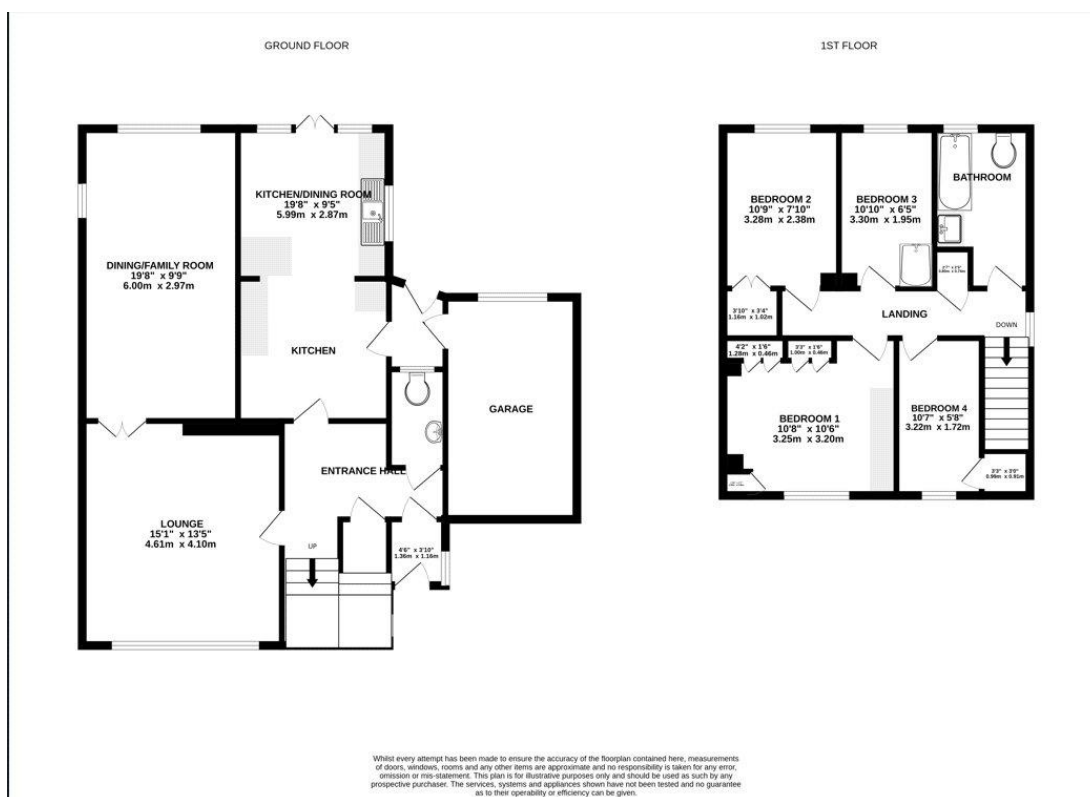 GROUND FLOOR
1ST FLOOR
KITCHEN/DINING ROOM
19'8" x 9'5"
5.99m x 2.87m
DINING/FAMILY ROOM
19'8" x 9'9"
6.00m x 2.97m
KITCHEN
GARAGE
ENTRANCE HALL
LOUNGE
15'1" x 13'5"
4.61m x 4.10m
UP
4'6" x 3'10"
1.36m x 1.16m
BEDROOM 2
10'9" x 7'10"
3.28m x 2.38m
BEDROOM 3
10'10" x 6'5"
3.30m x 1.95m
BATHROOM
3'10" x 3'4"
1.16m x 1.02m
LANDING
DOWN
4'2" x 1'6"
1.28m x 0.46m
3'3" x 1'6"
1.00m x 0.46m
BEDROOM 1
10'8" x 10'6"
3.25m x 3.20m
BEDROOM 4
10'7" x 5'8"
3.22m x 1.72m
3'3" x 3'0"
0.99m x 0.91m
Whilst every attempt has been made to ensure the accuracy of the floorplan contained here, measurements
of doors, windows, rooms and any other items are approximate and no responsibility is taken for any error,
omission or mis-statement. This plan is for illustrative purposes only and should be used as such by any
prospective purchaser. The services, systems and appliances shown have not been tested and no guarantee
as to their operability or efficiency can be given.